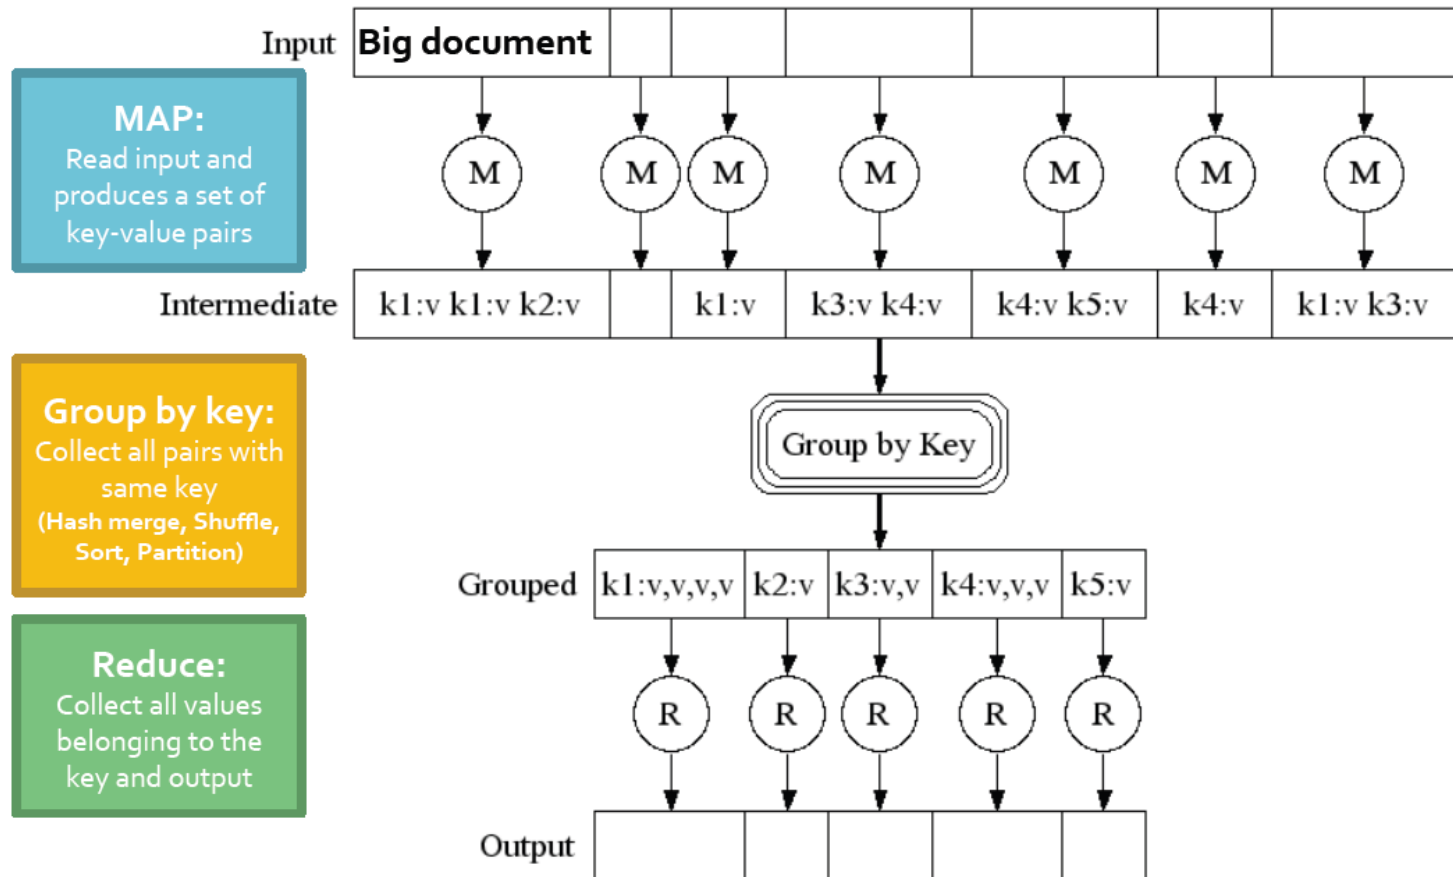 Input
Big document
MAP:
Read input and
produces a set of
key-value pairs
M
M
M
M
M
M
M
Intermediate
k1:v k1:v k2:v
k1:v
k3:v k4:v
k4:v k5:v
k4:v
k1:v k3:v
Group by key:
Collect all pairs with
same key
(Hash merge, Shuffle,
Sort, Partition)
Group by Key
Grouped
k1:v,v,v,v
k2:v
k3:v,v
k4:v,v,v
k5:v
Reduce:
Collect all values
belonging to the
key and output
R
R
R
R
R
Output